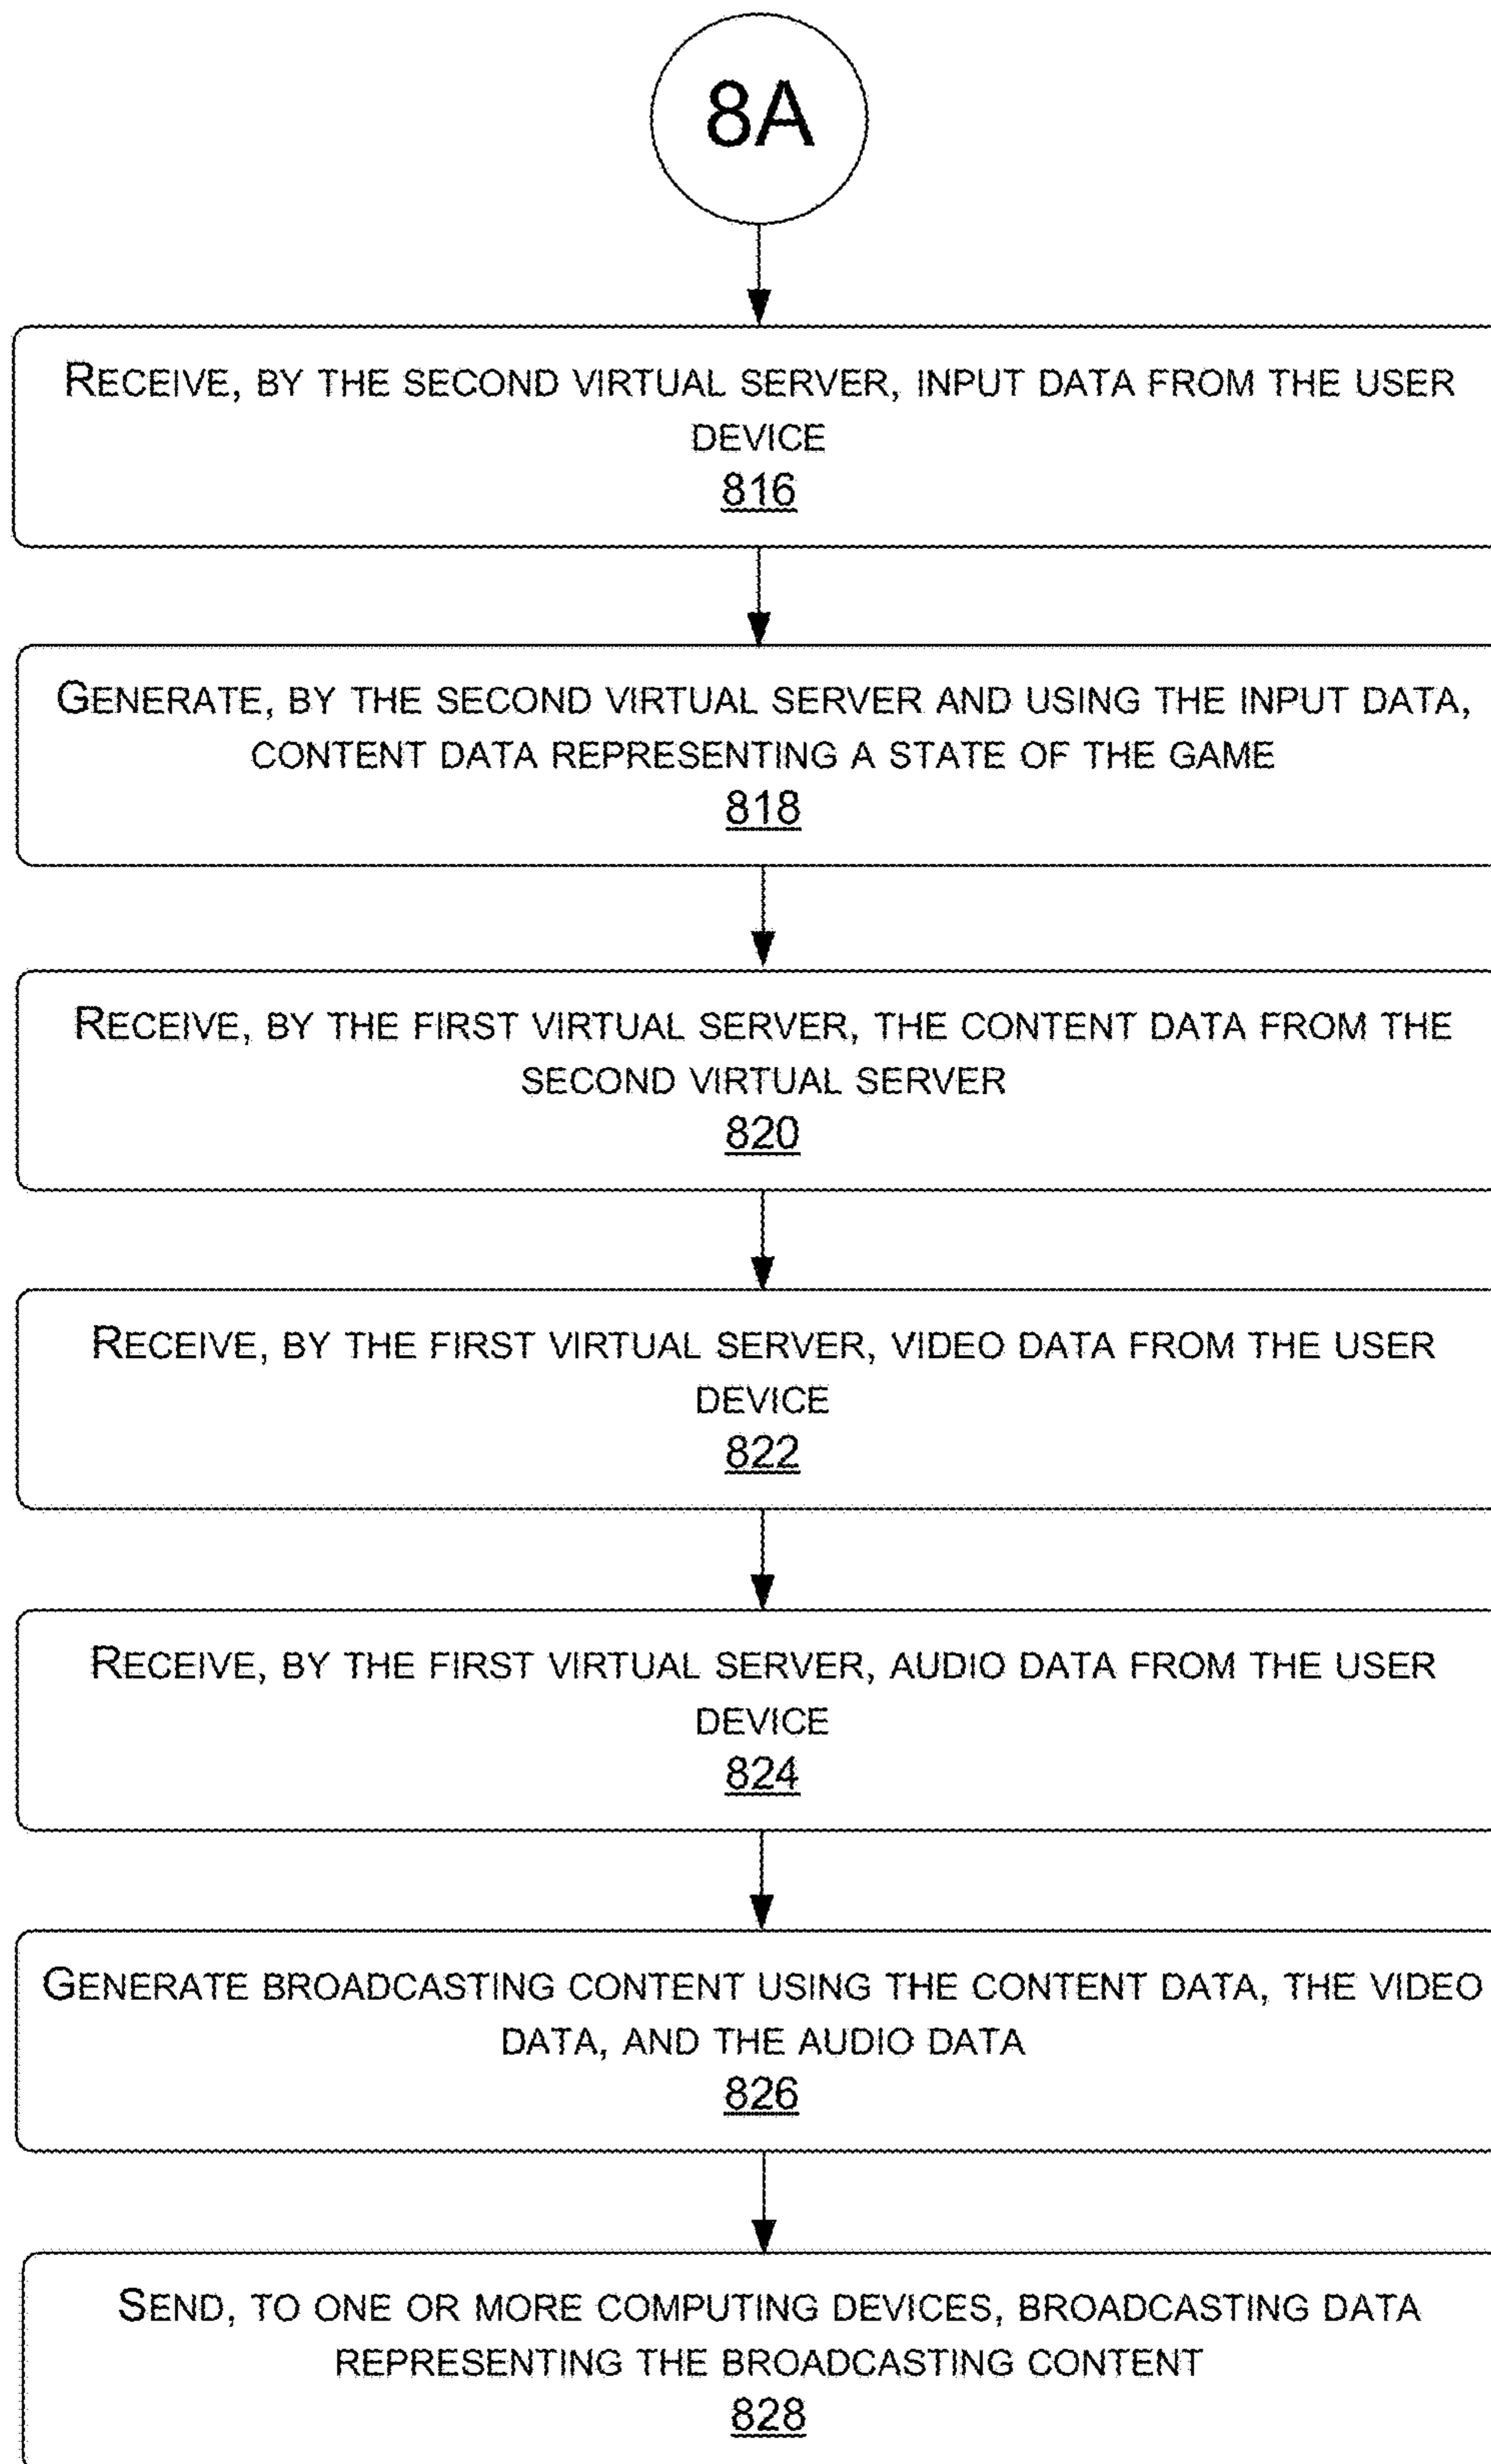 8A
RECEIVE, BY THE SECOND VIRTUAL SERVER, INPUT DATA FROM THE USER
DEVICE
816
GENERATE, BY THE SECOND VIRTUAL SERVER AND USING THE INPUT DATA,
CONTENT DATA REPRESENTING A STATE OF THE GAME
818
RECEIVE, BY THE FIRST VIRTUAL SERVER, THE CONTENT DATA FROM THE
SECOND VIRTUAL SERVER
820
RECEIVE, BY THE FIRST VIRTUAL SERVER, VIDEO DATA FROM THE USER
DEVICE
822
RECEIVE, BY THE FIRST VIRTUAL SERVER, AUDIO DATA FROM THE USER
DEVICE
824
GENERATE BROADCASTING CONTENT USING THE CONTENT DATA, THE VIDEO
DATA, AND THE AUDIO DATA
826
SEND, TO ONE OR MORE COMPUTING DEVICES, BROADCASTING DATA
REPRESENTING THE BROADCASTING CONTENT
828